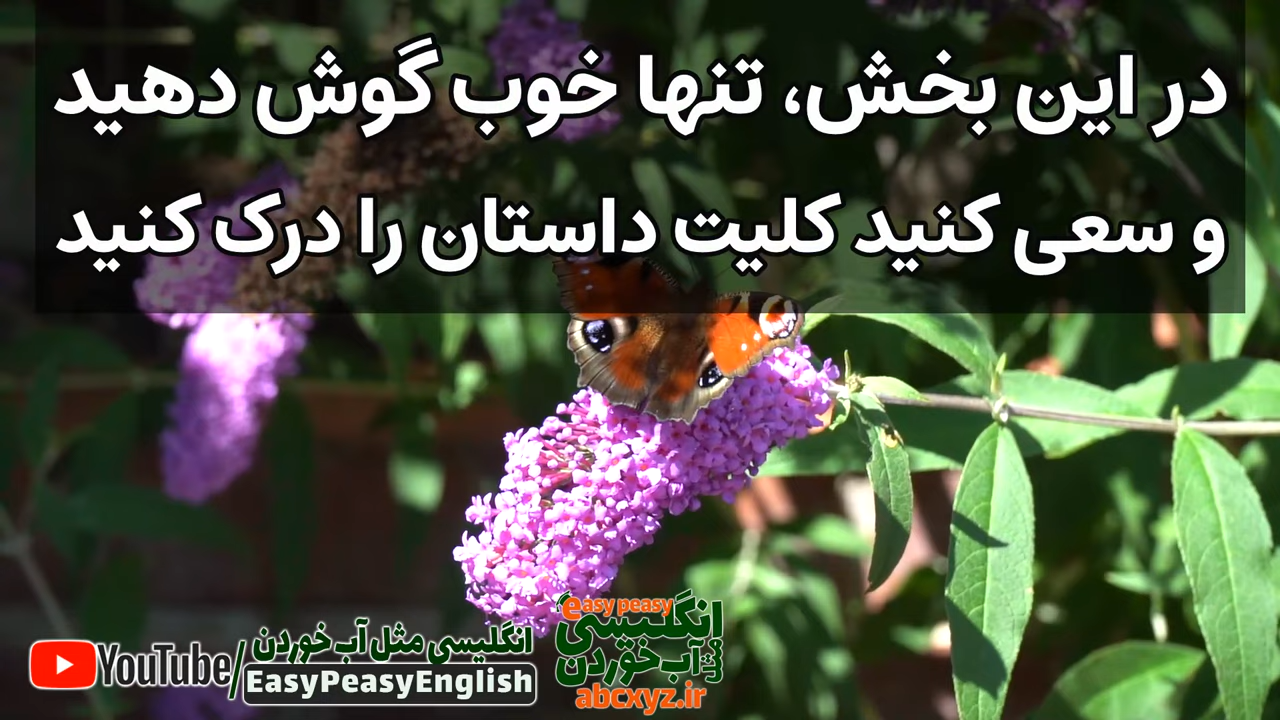 در این بخش، تنها خوب گوش دهید
و سعی کنید کلیت داستان را درک کنید
YouTube/
انگلیسی مثل آب خوردن
EasyPeasyEnglish
easy peasy
انگلیسی
مثل آب خوردن
abcxyz.ir